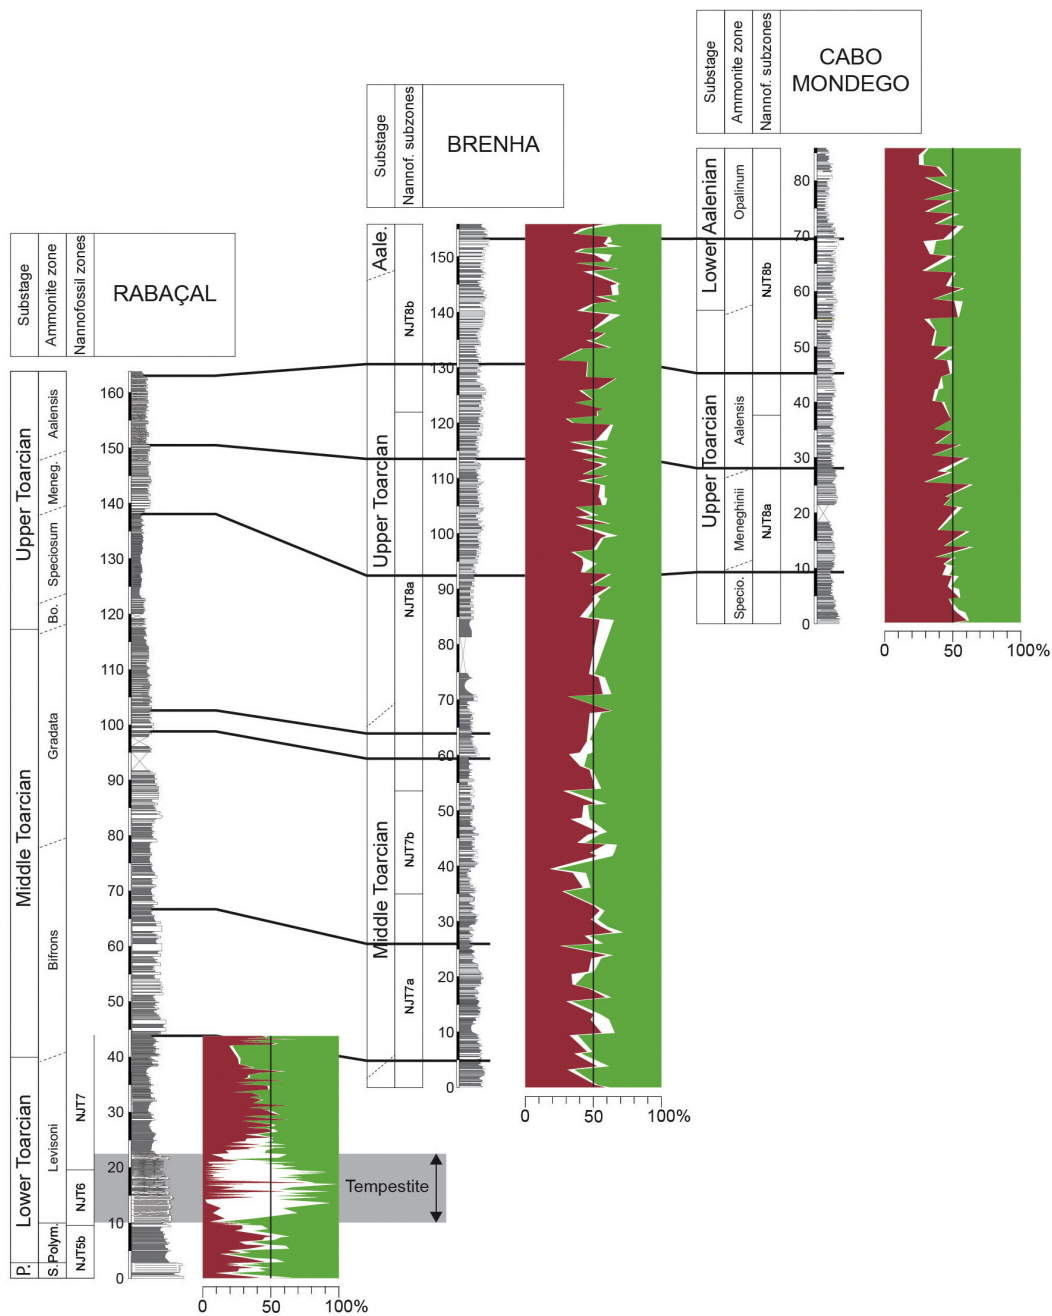 Substage
Ammonite zone
Nannof. subzones
CABO
MONDEGO
Substage
Nannof. subzones
BRENHA
Substage
Ammonite zone
Nannofossil zones
RABAÇAL
Lower Aalenian
Upper Toarcian
Opalinum
Aalensis
Meneghinii
Specio.
NJT8b
NJT8a
80
70
60
50
40
30
20
10
0
0
50
100%
Aale.
Upper Toarcian
Middle Toarcian
NJT8b
NJT8a
NJT7b
NJT7a
150
140
130
120
110
100
90
80
70
60
50
40
30
20
10
0
0
50
100%
Upper Toarcian
Middle Toarcian
Lower Toarcian
P.
Aalensis
Meneg.
Speciosum
Bo.
Gradata
Bifrons
Levisoni
Polym.
S.
NJT7
NJT6
NJT5b
160
150
140
130
120
110
100
90
80
70
60
50
40
30
20
10
0
Tempestite
0
50
100%